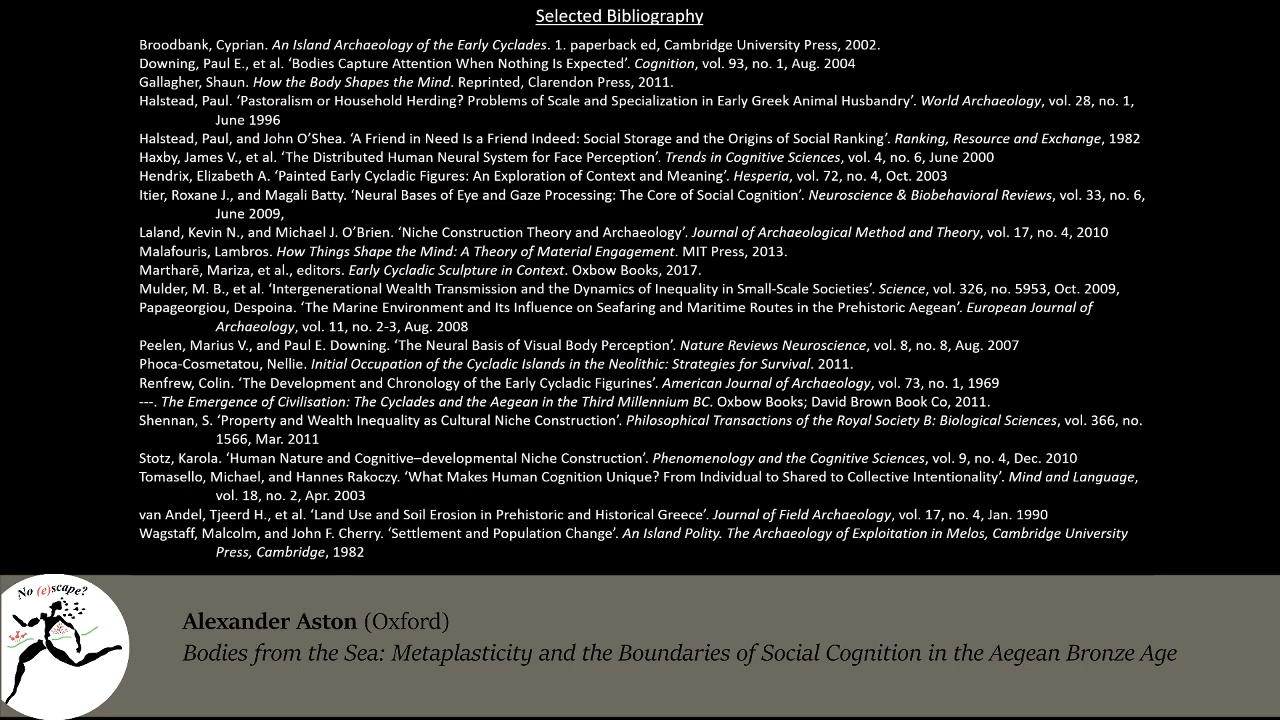 Selected Bibliography
Broodbank, Cyprian. An Island Archaeology of the Early Cyclades. 1. paperback ed, Cambridge University Press, 2002.
Downing, Paul E., et al. ‘Bodies Capture Attention When Nothing Is Expected’. Cognition, vol. 93, no. 1, Aug. 2004
Gallagher, Shaun. How the Body Shapes the Mind. Reprinted, Clarendon Press, 2011.
Halstead, Paul. ‘Pastoralism or Household Herding? Problems of Scale and Specialization in Early Greek Animal Husbandry’. World Archaeology, vol. 28, no. 1,
June 1996
Halstead, Paul, and John O’Shea. ‘A Friend in Need Is a Friend Indeed: Social Storage and the Origins of Social Ranking’. Ranking, Resource and Exchange, 1982
Haxby, James V., et al. ‘The Distributed Human Neural System for Face Perception’. Trends in Cognitive Sciences, vol. 4, no. 6, June 2000
Hendrix, Elizabeth A. ‘Painted Early Cycladic Figures: An Exploration of Context and Meaning’. Hesperia, vol. 72, no. 4, Oct. 2003
Itier, Roxane J., and Magali Batty. ‘Neural Bases of Eye and Gaze Processing: The Core of Social Cognition’. Neuroscience & Biobehavioral Reviews, vol. 33, no. 6,
June 2009,
Laland, Kevin N., and Michael J. O’Brien. ‘Niche Construction Theory and Archaeology’. Journal of Archaeological Method and Theory, vol. 17, no. 4, 2010
Malafouris, Lambros. How Things Shape the Mind: A Theory of Material Engagement. MIT Press, 2013.
Martharē, Mariza, et al., editors. Early Cycladic Sculpture in Context. Oxbow Books, 2017.
Mulder, M. B., et al. ‘Intergenerational Wealth Transmission and the Dynamics of Inequality in Small-Scale Societies’. Science, vol. 326, no. 5953, Oct. 2009,
Papageorgiou, Despoina. ‘The Marine Environment and Its Influence on Seafaring and Maritime Routes in the Prehistoric Aegean’. European Journal of
Archaeology, vol. 11, no. 2-3, Aug. 2008
Peelen, Marius V., and Paul E. Downing. ‘The Neural Basis of Visual Body Perception’. Nature Reviews Neuroscience, vol. 8, no. 8, Aug. 2007
Phoca-Cosmetatou, Nellie. Initial Occupation of the Cycladic Islands in the Neolithic: Strategies for Survival. 2011.
Renfrew, Colin. ‘The Development and Chronology of the Early Cycladic Figurines’. American Journal of Archaeology, vol. 73, no. 1, 1969
---. The Emergence of Civilisation: The Cyclades and the Aegean in the Third Millennium BC. Oxbow Books; David Brown Book Co, 2011.
Shennan, S. ‘Property and Wealth Inequality as Cultural Niche Construction’. Philosophical Transactions of the Royal Society B: Biological Sciences, vol. 366, no.
1566, Mar. 2011
Stotz, Karola. ‘Human Nature and Cognitive–developmental Niche Construction’. Phenomenology and the Cognitive Sciences, vol. 9, no. 4, Dec. 2010
Tomasello, Michael, and Hannes Rakoczy. ‘What Makes Human Cognition Unique? From Individual to Shared to Collective Intentionality’. Mind and Language,
vol. 18, no. 2, Apr. 2003
van Andel, Tjeerd H., et al. ‘Land Use and Soil Erosion in Prehistoric and Historical Greece’. Journal of Field Archaeology, vol. 17, no. 4, Jan. 1990
Wagstaff, Malcolm, and John F. Cherry. ‘Settlement and Population Change’. An Island Polity. The Archaeology of Exploitation in Melos, Cambridge University
Press, Cambridge, 1982
No (e)scape?
Alexander Aston (Oxford)
Bodies from the Sea: Metaplasticity and the Boundaries of Social Cognition in the Aegean Bronze Age